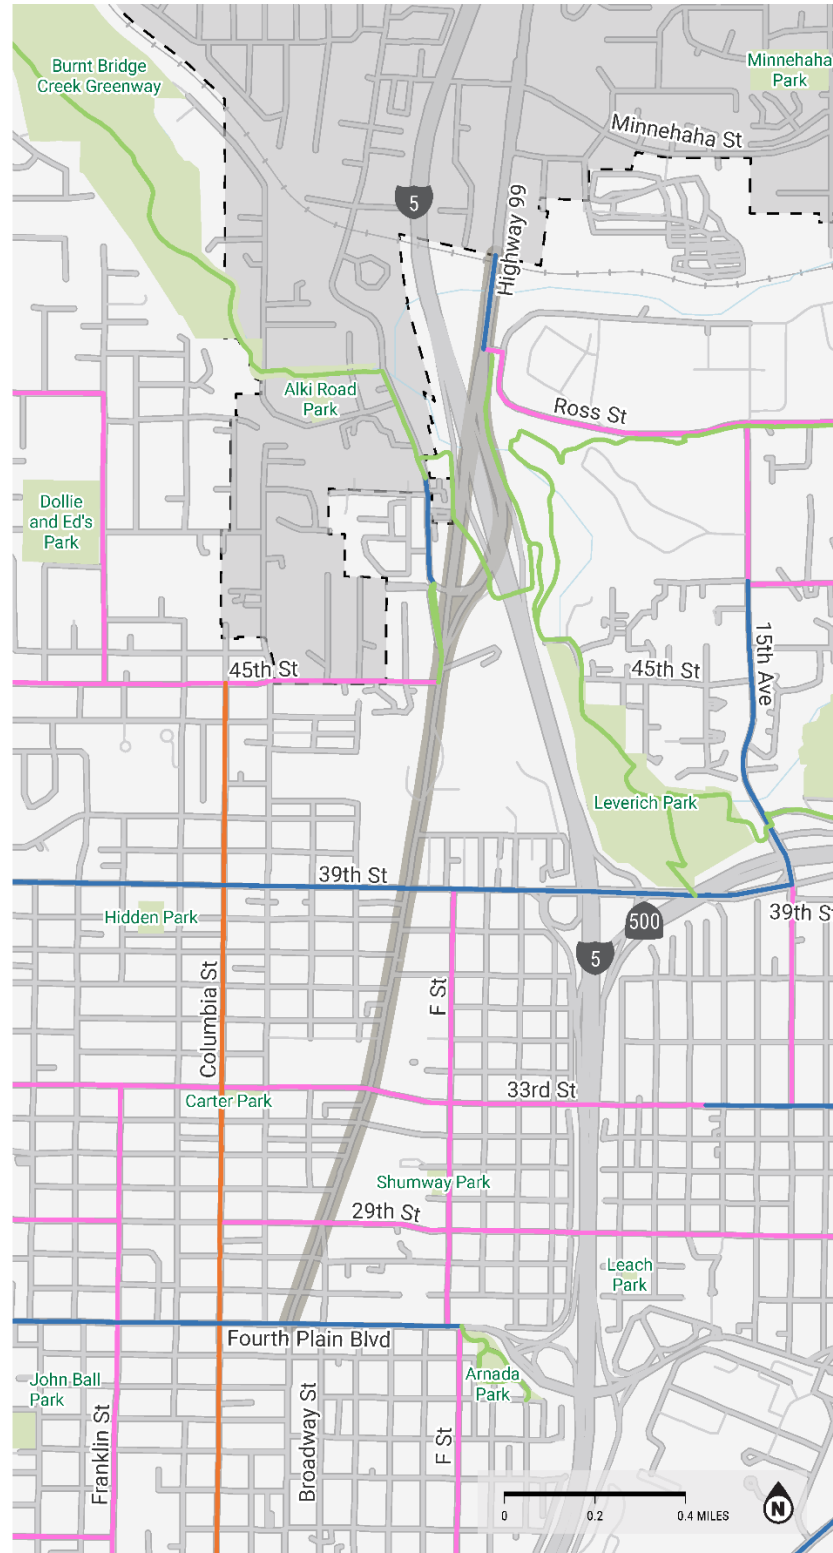 Burnt Bridge
Creek Greenway
Minnehaha
Park
Minnehaha St
5
Highway 99
Alki Road
Park
Ross St
Dollie
and Ed's
Park
15th Ave
45th St
45th St
Leverich Park
39th St
Hidden Park
500
39th St
5
Columbia St
F St
33rd St
Carter Park
Shumway Park
29th St
Leach
Park
Fourth Plain Blvd
John Ball
Park
Arnada
Park
Franklin St
Broadway St
F St
0
0.2
0.4 MILES
N